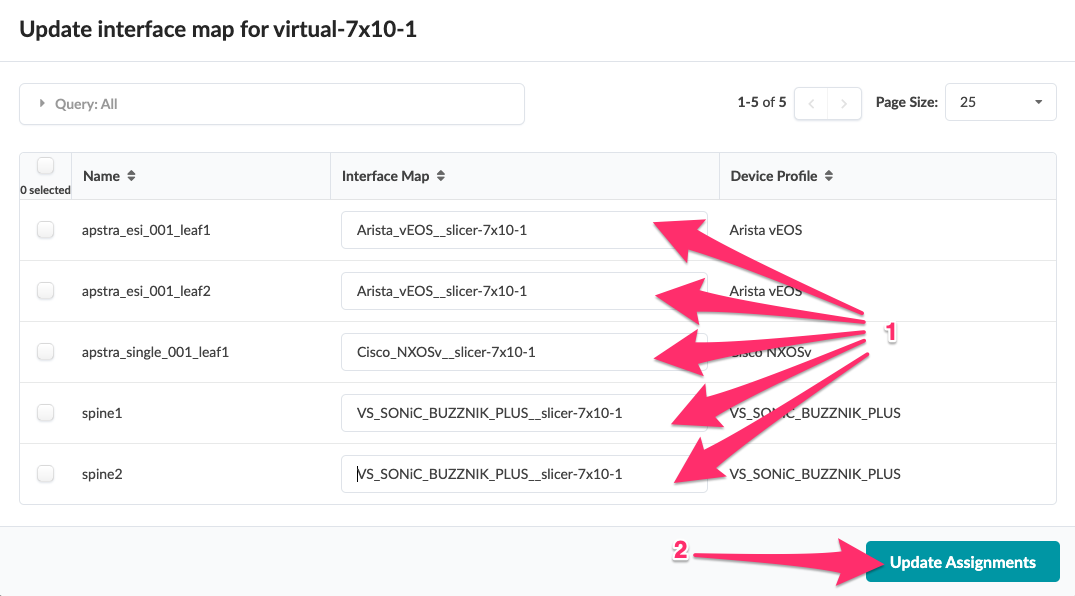 Update interface map for virtual-7x10-1
Query: All
1-5 of 5
Page Size:
25
0 selected
Name
Interface Map
Device Profile
apstra_esi_001_leaf1
Arista_vEOS__slicer-7x10-1
Arista vEOS
apstra_esi_001_leaf2
Arista_vEOS__slicer-7x10-1
Arista vEOS
1
apstra_single_001_leaf1
Cisco_NXOSv__slicer-7x10-1
Cisco NXOSv
spine1
VS_SONiC_BUZZNIK_PLUS__slicer-7x10-1
VS_SONiC_BUZZNIK_PLUS
spine2
VS_SONiC_BUZZNIK_PLUS__slicer-7x10-1
VS_SONiC_BUZZNIK_PLUS
2
Update Assignments